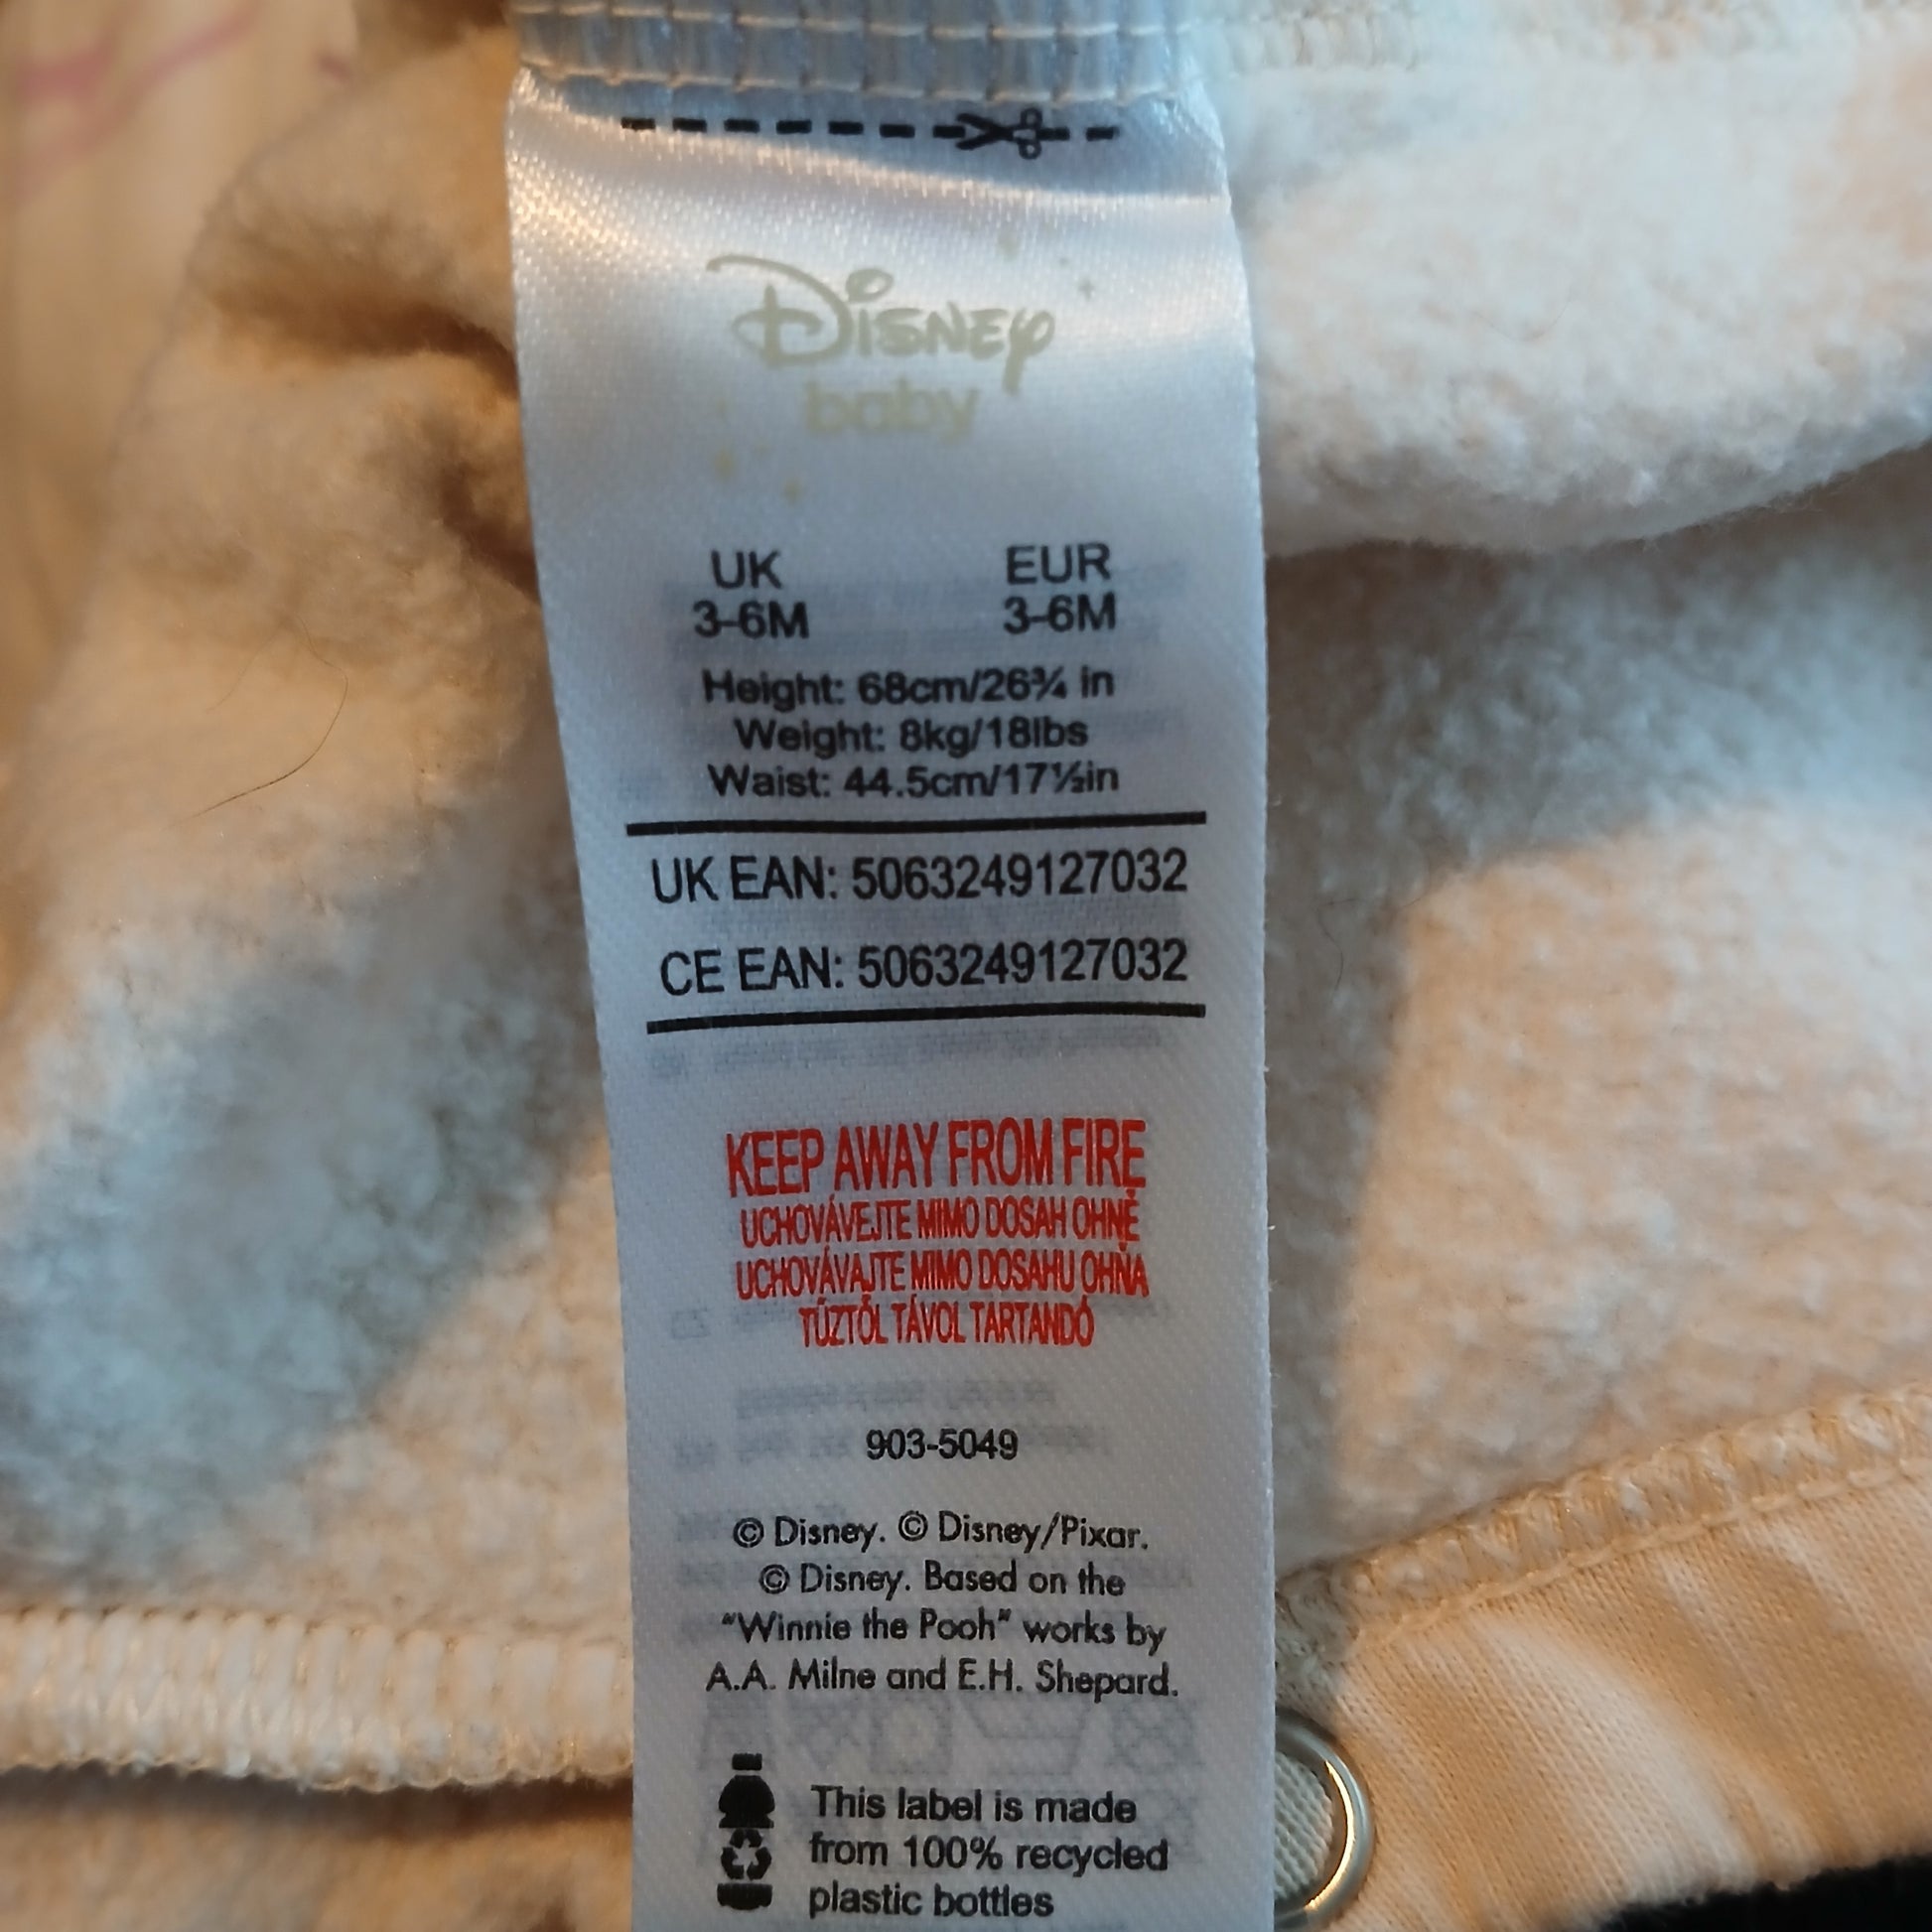 Disney
baby
UK EUR
3-6M 3-6M
Height: 68cm/26¾ in
Weight: 8kg/18lbs
Waist: 44.5cm/17½in
UK EAN: 5063249127032
CE EAN: 5063249127032
KEEP AWAY FROM FIRE
UCHOVÁVEJTE MIMO DOSAH OHNĚ
UCHOVÁVAJTE MIMO DOSAHU OHŇA
TŰZTŐL TÁVOL TARTANDÓ
903-5049
© Disney. © Disney/Pixar.
© Disney. Based on the
“Winnie the Pooh” works by
A.A. Milne and E.H. Shepard.
This label is made
from 100% recycled
plastic bottles